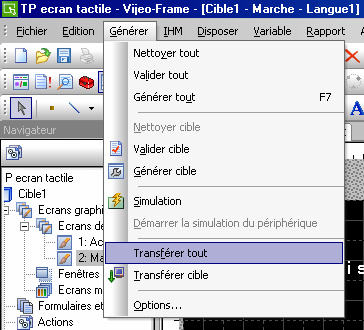 TP ecran tactile - Vijeo-Frame - [Cible1 - Marche - Langue1]
Fichier Edition Générer IHM Disposer Variable Rapport
Nettoyer tout
Valider tout
Générer tout F7
Nettoyer cible
Valider cible
Générer cible
Simulation
Démarrer la simulation du périphérique
Transférer tout
Transférer cible
Options...
Navigateur
P ecran tactile
Cible1
Ecrans graphi
Ecrans de
1: Ac
2: Ma
Fenêtres
Ecrans m
Formulaires et
Actions
A
i s